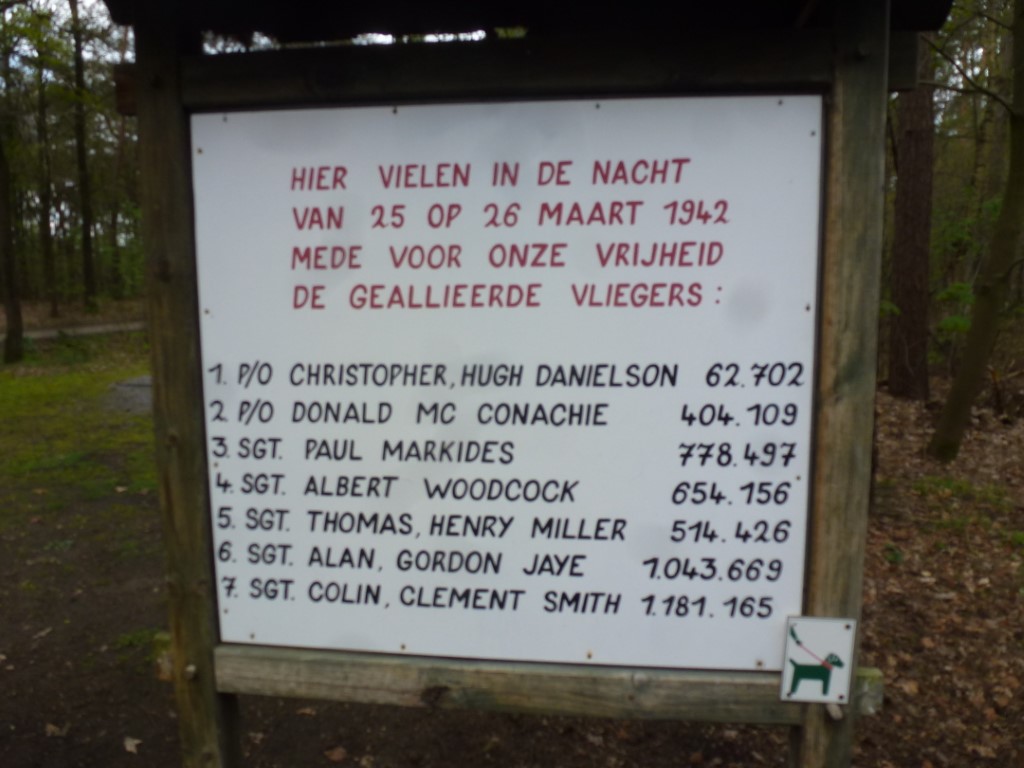 HIER VIELEN IN DE NACHT
VAN 25 OP 26 MAART 1942
MEDE VOOR ONZE VRIJHEID
DE GEALLIEERDE VLIEGERS :
1. P/O CHRISTOPHER, HUGH DANIELSON 62.702
2 P/O DONALD MC CONACHIE 404.109
3. SGT. PAUL MARKIDES 778.497
4. SGT. ALBERT WOODCOCK 654.156
5. SGT. THOMAS, HENRY MILLER 514.426
6. SGT. ALAN, GORDON JAYE 1.043.669
7. SGT. COLIN, CLEMENT SMITH 1.181.165